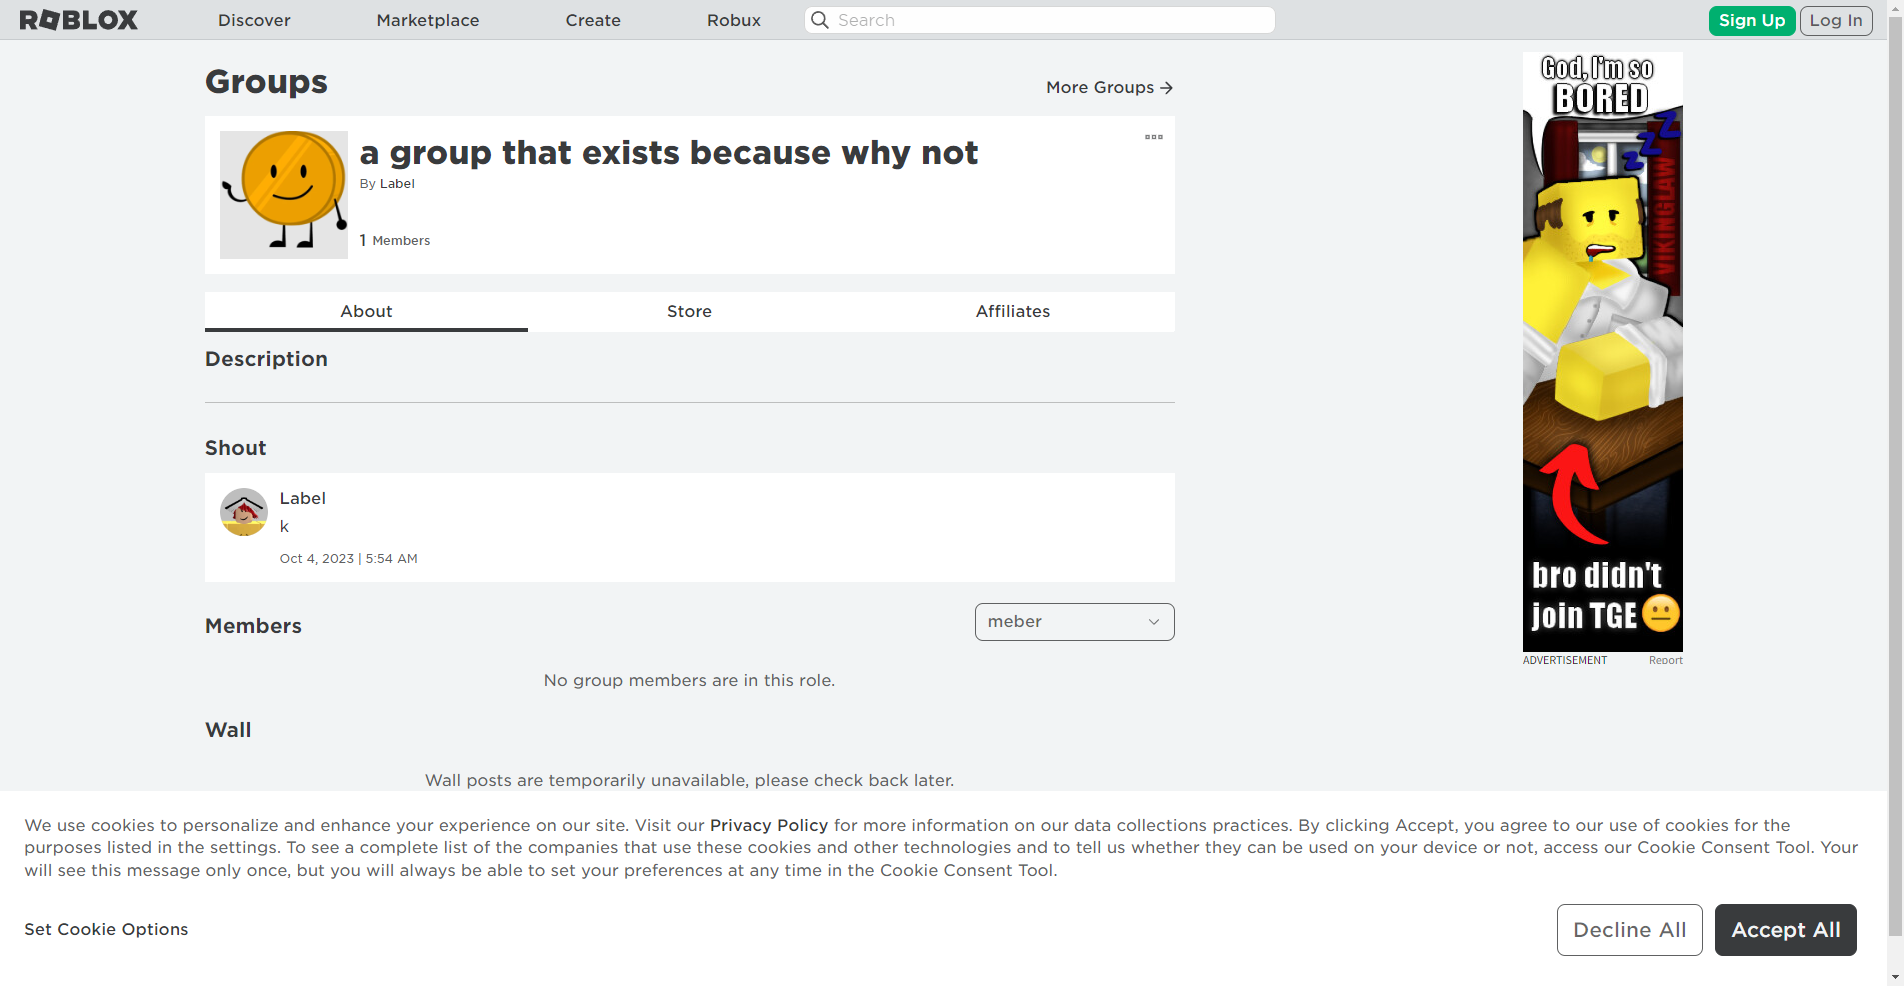 ROBLOX
Discover
Marketplace
Create
Robux
Search
Sign Up
Log In
Groups
More Groups
a group that exists because why not
By Label
1 Members
About
Store
Affiliates
Description
Shout
Label
k
Oct 4, 2023 | 5:54 AM
Members
meber
No group members are in this role.
Wall
Wall posts are temporarily unavailable, please check back later.
God, I'm so
BORED
zzZ
VIKINGLAW
bro didn't
join TGE
ADVERTISEMENT
Report
We use cookies to personalize and enhance your experience on our site. Visit our Privacy Policy for more information on our data collections practices. By clicking Accept, you agree to our use of cookies for the
purposes listed in the settings. To see a complete list of the companies that use these cookies and other technologies and to tell us whether they can be used on your device or not, access our Cookie Consent Tool. Your
will see this message only once, but you will always be able to set your preferences at any time in the Cookie Consent Tool.
Set Cookie Options
Decline All
Accept All